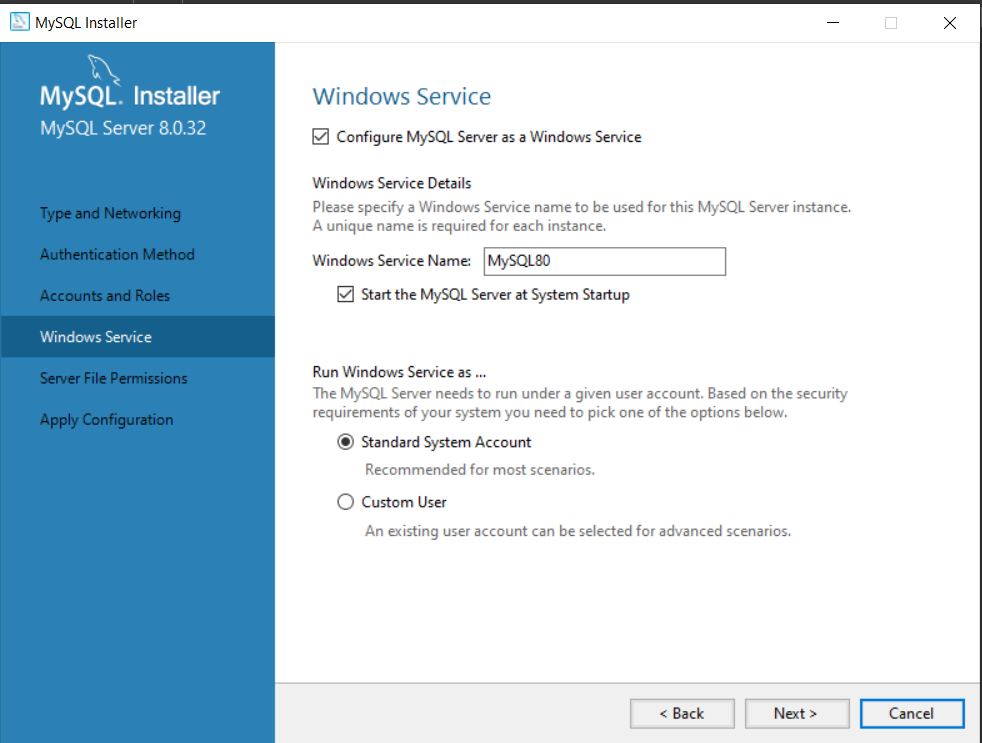 MySQL Installer
MySQL. Installer
MySQL Server 8.0.32
Type and Networking
Authentication Method
Accounts and Roles
Windows Service
Server File Permissions
Apply Configuration
Windows Service
Configure MySQL Server as a Windows Service
Windows Service Details
Please specify a Windows Service name to be used for this MySQL Server instance.
A unique name is required for each instance.
Windows Service Name: MySQL80
Start the MySQL Server at System Startup
Run Windows Service as ...
The MySQL Server needs to run under a given user account. Based on the security
requirements of your system you need to pick one of the options below.
Standard System Account
Recommended for most scenarios.
Custom User
An existing user account can be selected for advanced scenarios.
< Back Next > Cancel